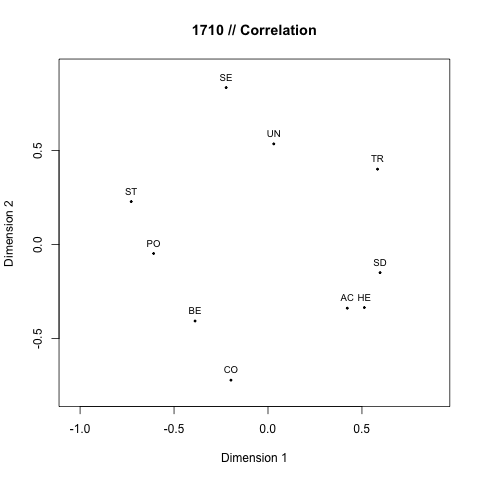 1710 // Correlation
SE
UN
TR
ST
PO
SD
AC HE
BE
CO
0.5
0.0
-0.5
Dimension 2
-1.0 -0.5 0.0 0.5
Dimension 1